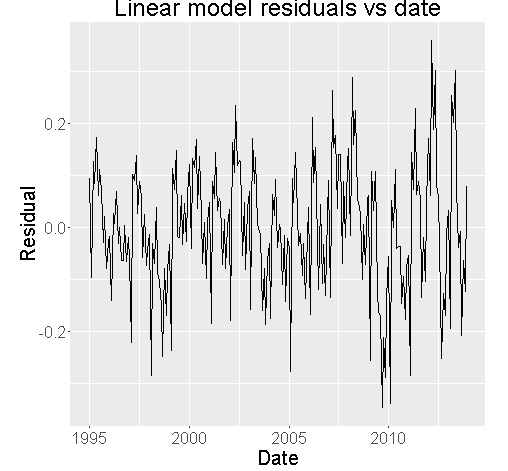 Linear model residuals vs date
0.2
0.0
-0.2
Residual
1995 2000 2005 2010
Date